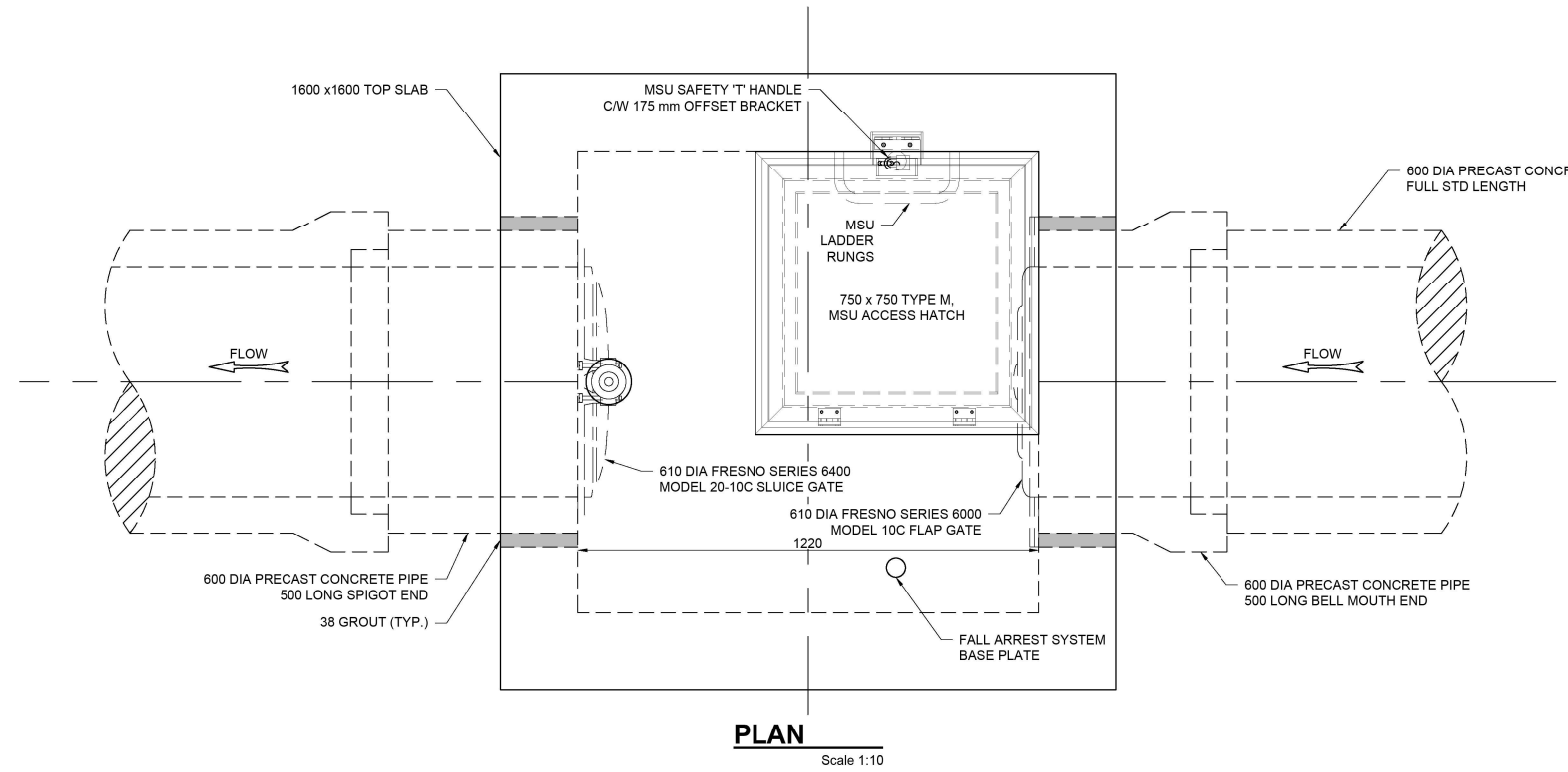 1600 x1600 TOP SLAB
MSU SAFETY 'T' HANDLE
C/W 175 mm OFFSET BRACKET
600 DIA PRECAST CONCR
FULL STD LENGTH
MSU
LADDER
RUNGS
750 x 750 TYPE M,
MSU ACCESS HATCH
FLOW
FLOW
610 DIA FRESNO SERIES 6400
MODEL 20-10C SLUICE GATE
610 DIA FRESNO SERIES 6000
MODEL 10C FLAP GATE
1220
600 DIA PRECAST CONCRETE PIPE
500 LONG SPIGOT END
38 GROUT (TYP.)
600 DIA PRECAST CONCRETE PIPE
500 LONG BELL MOUTH END
FALL ARREST SYSTEM
BASE PLATE
PLAN
Scale 1:10